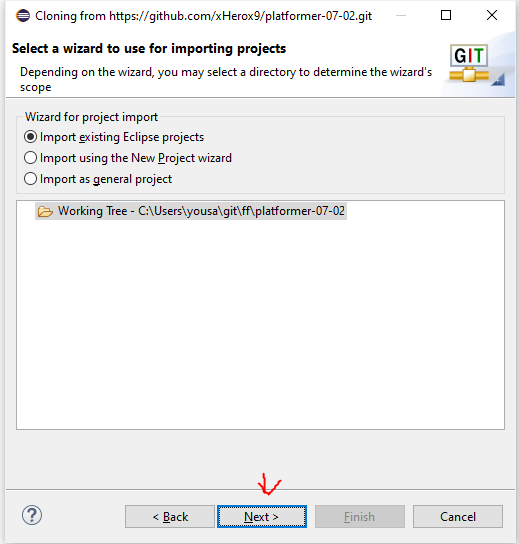 Cloning from https://github.com/xHerox9/platformer-07-02.git
Select a wizard to use for importing projects
Depending on the wizard, you may select a directory to determine the wizard's
scope
GIT
Wizard for project import
Import existing Eclipse projects
Import using the New Project wizard
Import as general project
Working Tree - C:\Users\yousa\git\ff\platformer-07-02
?
< Back
Next >
Finish
Cancel